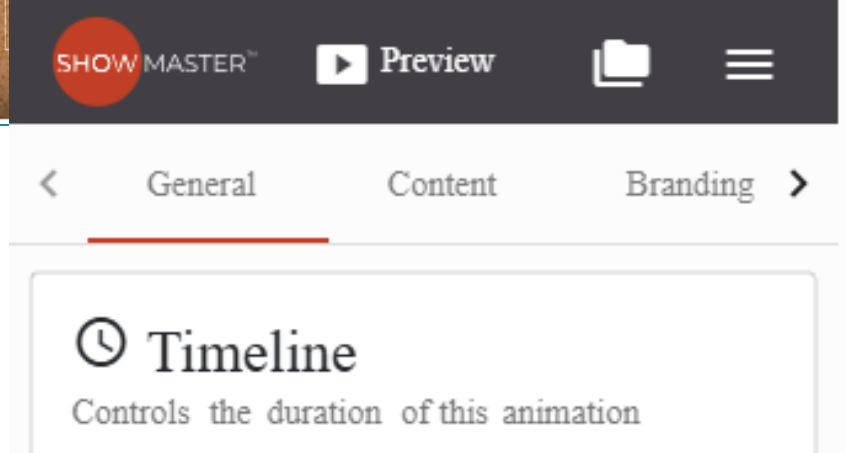 SHOWMASTER™ Preview
General Content Branding
Timeline
Controls the duration of this animation